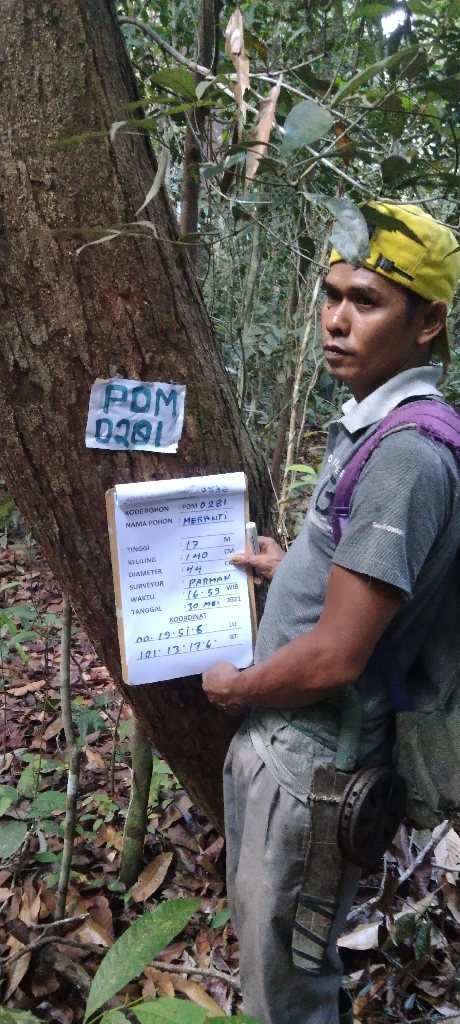 POM
0281
KODE POHON : POM 0281
NAMA POHON : MERANTI
TINGGI : 17 M
KELILING : 140 CM
DIAMETER : 44 CM
SURVEYOR : PARMAN
WAKTU : 16.59 WIB
TANGGAL : 30 MEI 2021
KOORDINAT
00.19.51.6 LU
101.13.17.6 BT